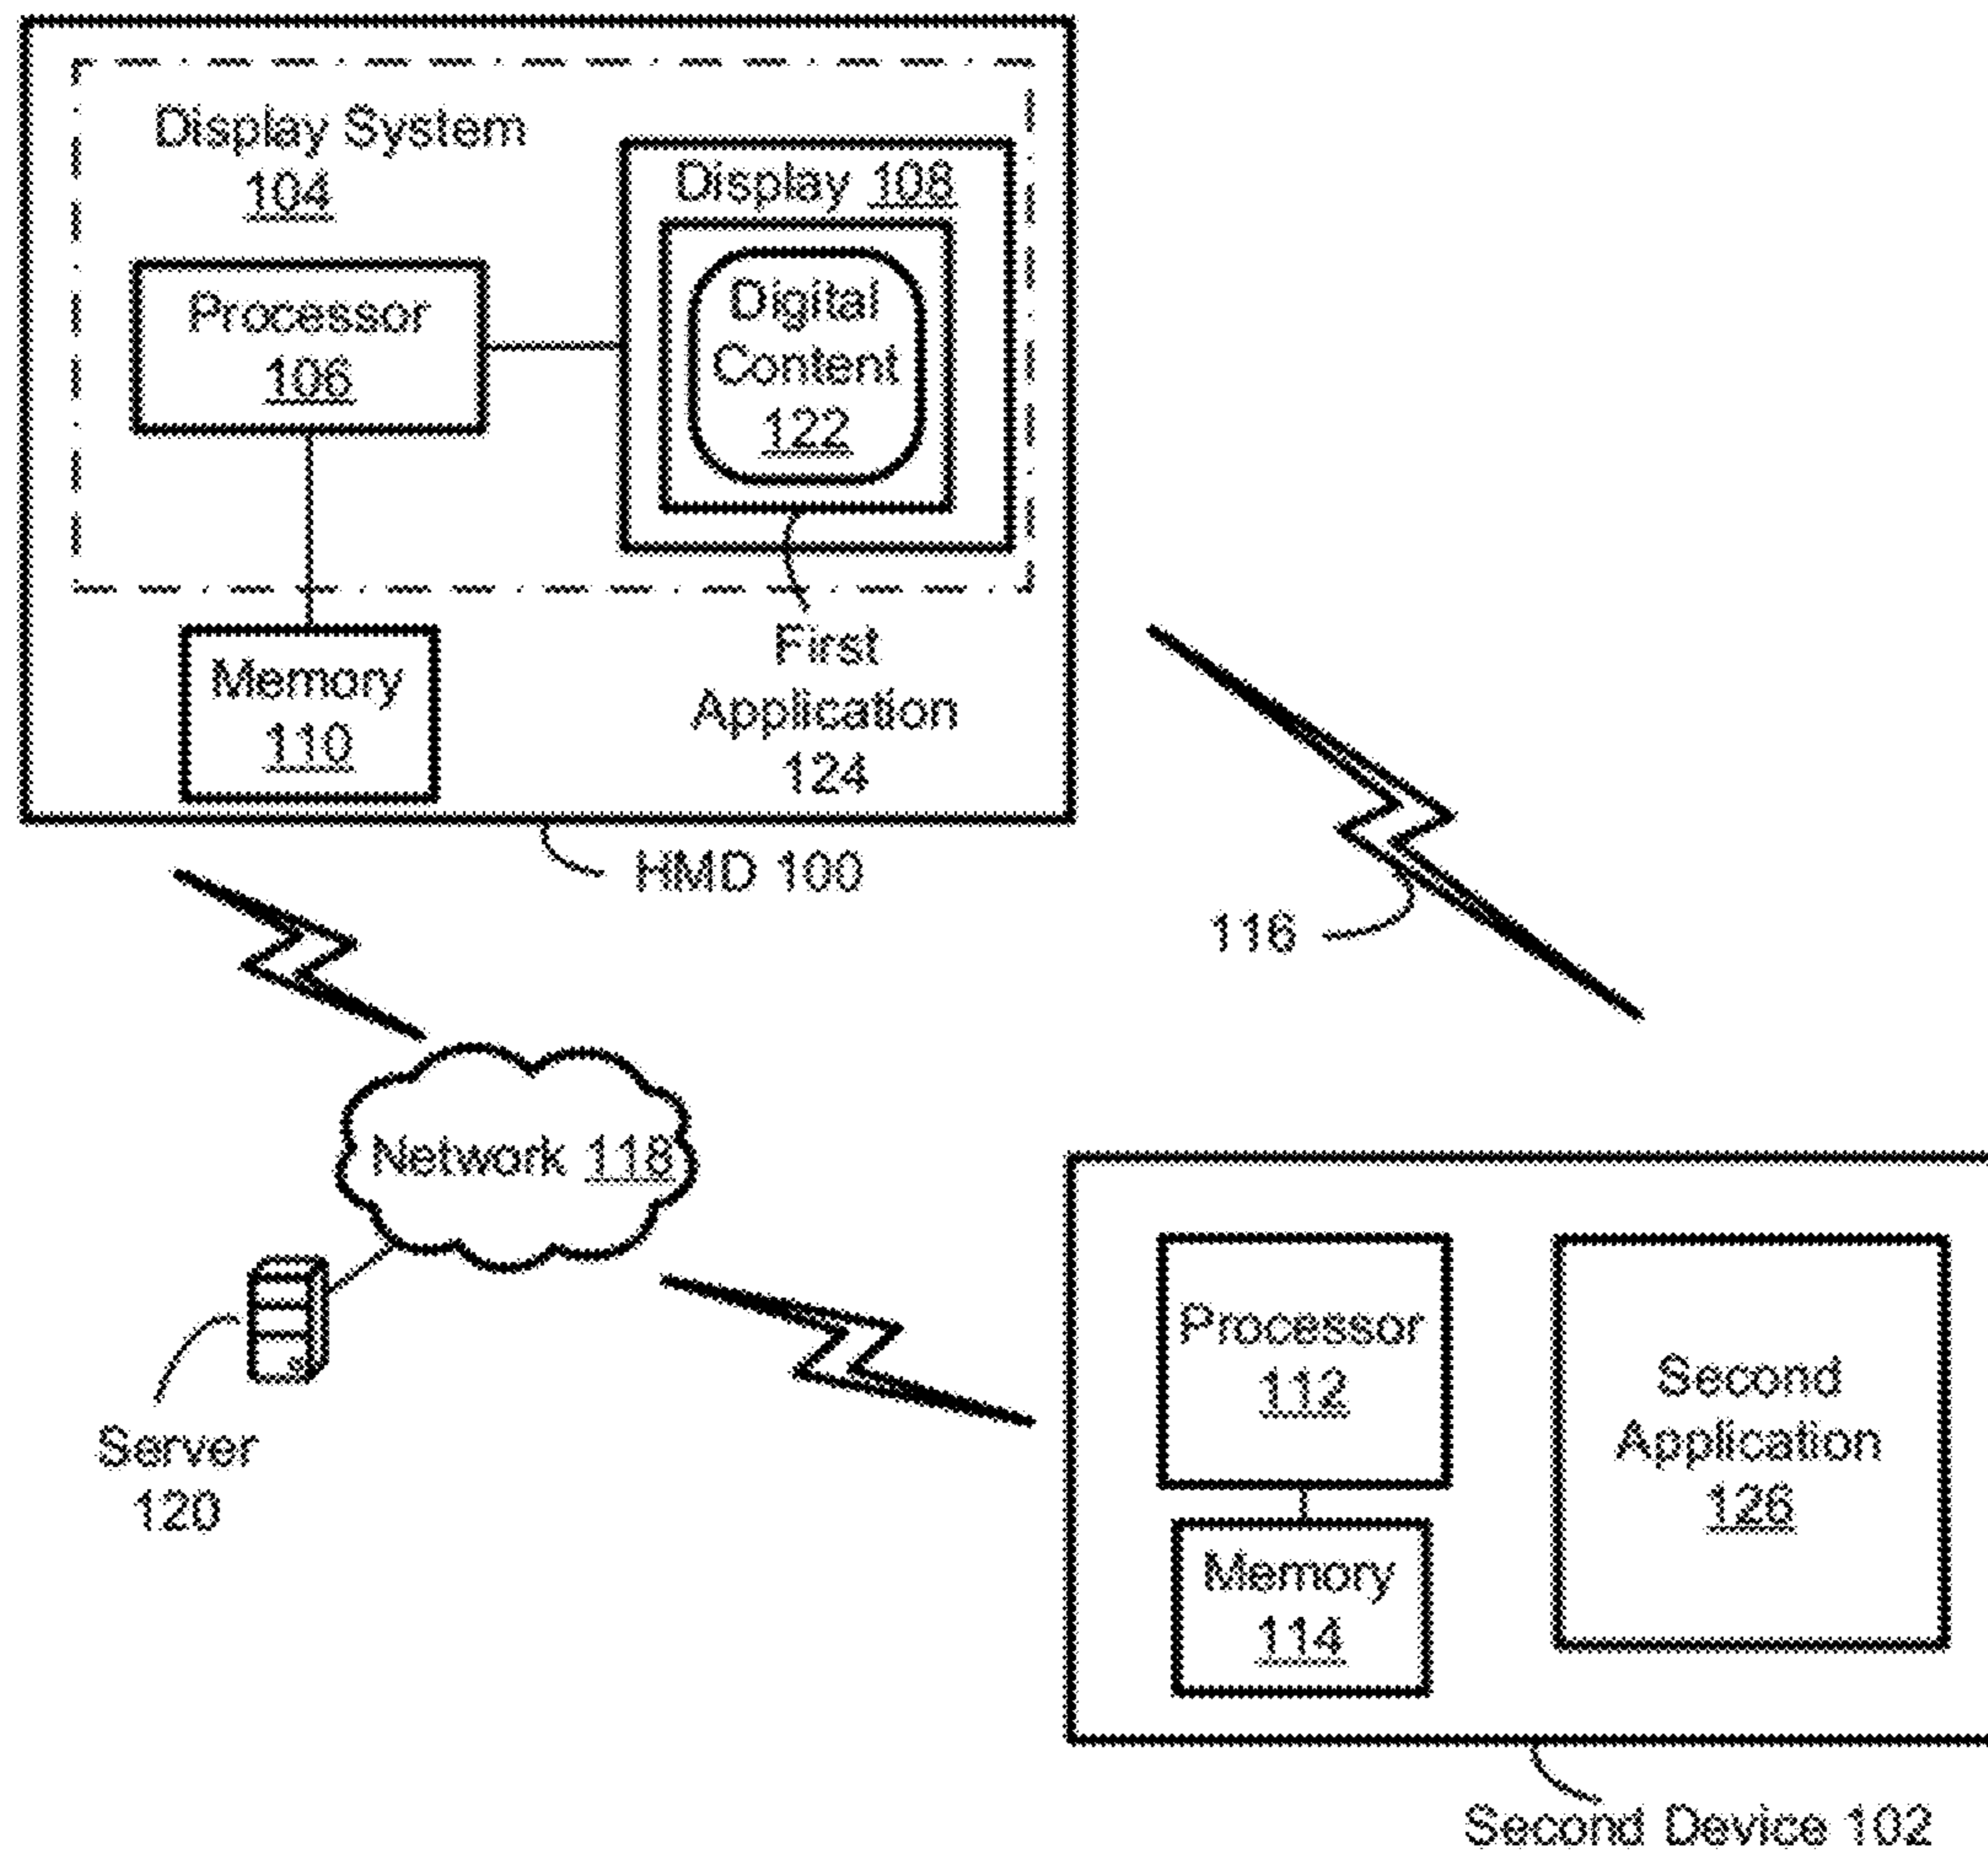 Display System
104
Display 108
Processor
106
Digital
Content
122
Memory
110
First
Application
124
HMD 100
116
Network 118
Server
120
Processor
112
Memory
114
Second
Application
126
Second Device 102